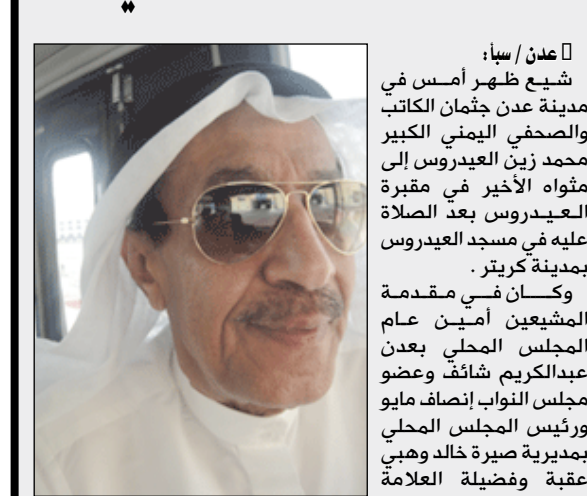 عدن / سبأ:
شيع ظهر أمس في
مدينة عدن جثمان الكاتب
والصحفي اليمني الكبير
محمد زين العيدروس إلى
مثواه الأخير في مقبرة
العيدروس بعد الصلاة
عليه في مسجد العيدروس
بمدينة كريتر .
وكان في مقدمة
المشيعين أمين عام
المجلس المحلي بعدن
عبدالكريم شائف وعضو
مجلس النواب إنصاف مايو
ورئيس المجلس المحلي
بمديرية صيرة خالد وهبي
عقبة وفضيلة العلامة